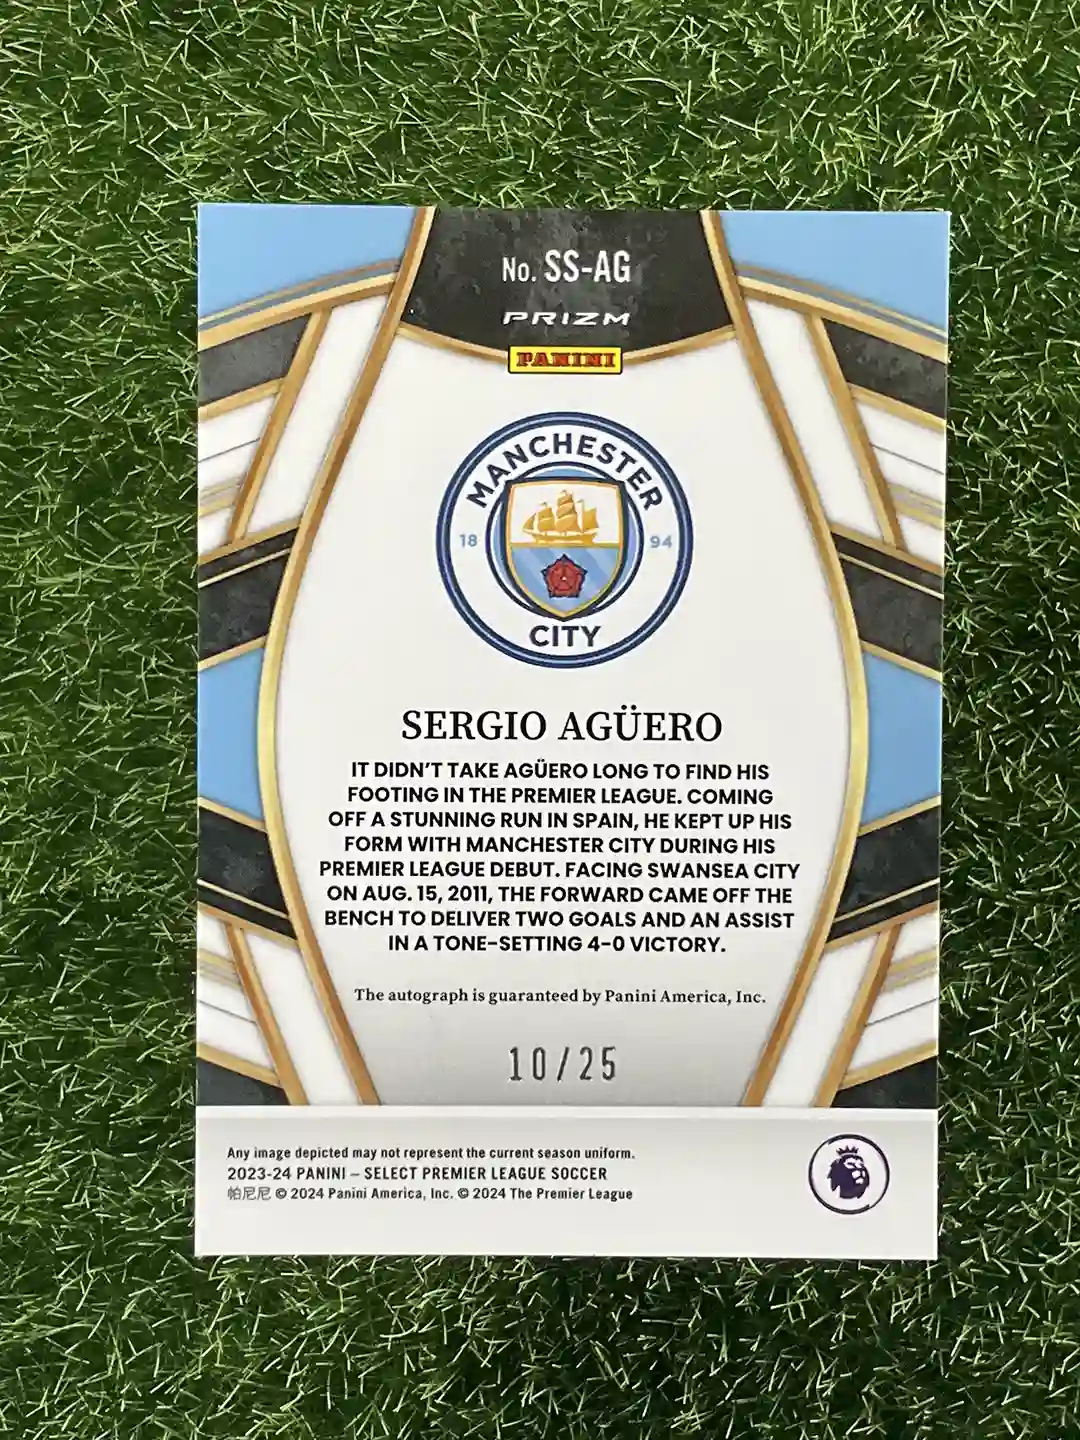 No. SS-AG
PRIZM
PANINI
MANCHESTER
18 94
CITY
SERGIO AGÜERO
IT DIDN'T TAKE AGÜERO LONG TO FIND HIS
FOOTING IN THE PREMIER LEAGUE. COMING
OFF A STUNNING RUN IN SPAIN, HE KEPT UP HIS
FORM WITH MANCHESTER CITY DURING HIS
PREMIER LEAGUE DEBUT. FACING SWANSEA CITY
ON AUG. 15, 2011, THE FORWARD CAME OFF THE
BENCH TO DELIVER TWO GOALS AND AN ASSIST
IN A TONE-SETTING 4-0 VICTORY.
The autograph is guaranteed by Panini America, Inc.
10/25
Any image depicted may not represent the current season uniform.
2023-24 PANINI – SELECT PREMIER LEAGUE SOCCER
帕尼尼 © 2024 Panini America, Inc. © 2024 The Premier League